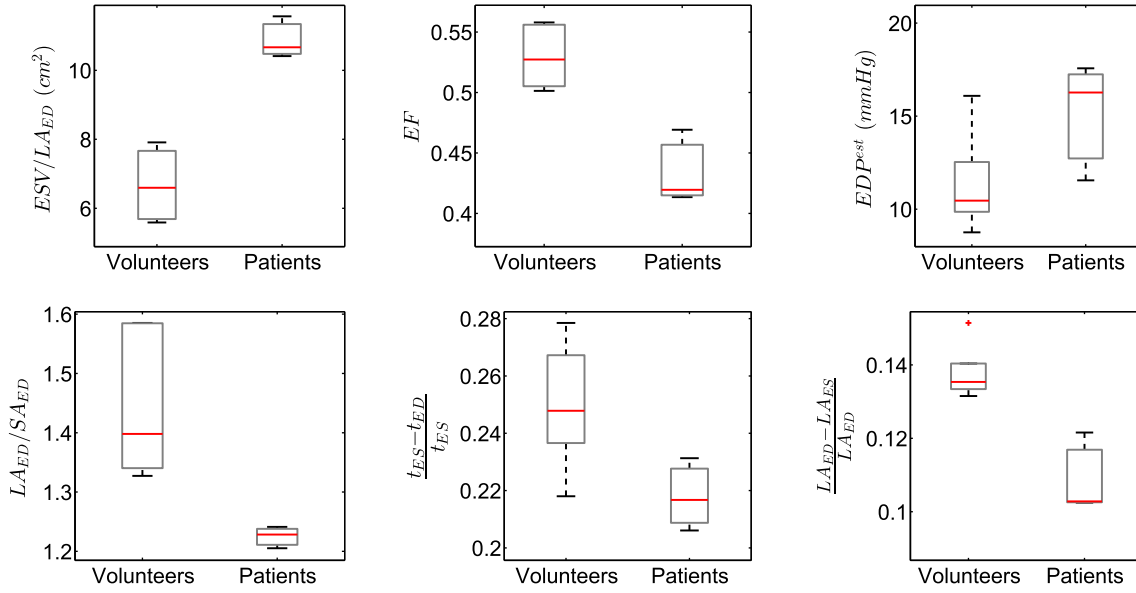 ESV/LA_ED (cm²)
10
8
6
Volunteers Patients
EF
0.55
0.5
0.45
0.4
Volunteers Patients
EDP^est (mmHg)
20
15
10
Volunteers Patients
LA_ED/SA_ED
1.6
1.5
1.4
1.3
1.2
Volunteers Patients
t_ES−t_ED
t_ES
0.28
0.26
0.24
0.22
0.2
Volunteers Patients
LA_ED−LA_ES
LA_ED
0.14
0.12
0.1
Volunteers Patients